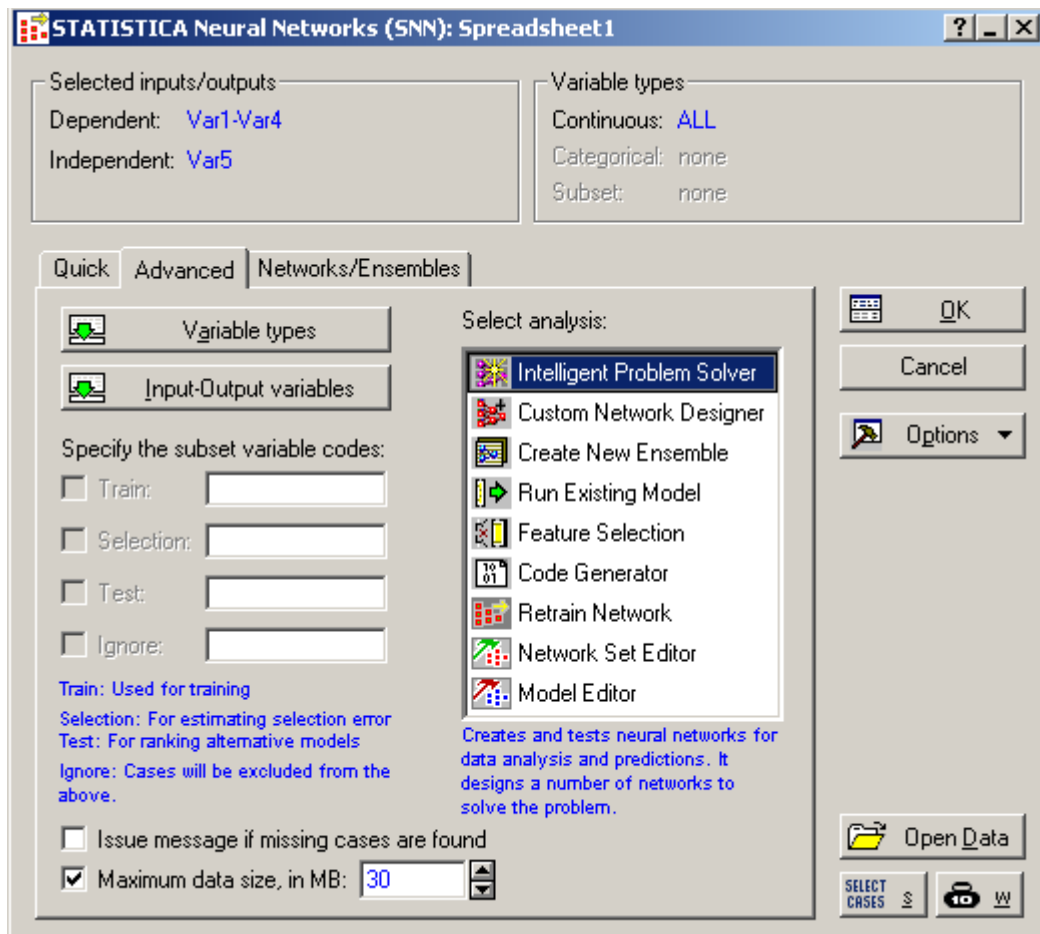 STATISTICA Neural Networks (SNN): Spreadsheet1
Selected inputs/outputs
Dependent: Var1-Var4
Independent: Var5
Variable types
Continuous: ALL
Categorical: none
Subset: none
Quick
Advanced
Networks/Ensembles
Variable types
Input-Output variables
Specify the subset variable codes:
Train:
Selection:
Test:
Ignore:
Train: Used for training
Selection: For estimating selection error
Test: For ranking alternative models
Ignore: Cases will be excluded from the
above.
Select analysis:
Intelligent Problem Solver
Custom Network Designer
Create New Ensemble
Run Existing Model
Feature Selection
Code Generator
Retrain Network
Network Set Editor
Model Editor
Creates and tests neural networks for
data analysis and predictions. It
designs a number of networks to
solve the problem.
Issue message if missing cases are found
Maximum data size, in MB: 30
OK
Cancel
Options
Open Data
SELECT
CASES S
W